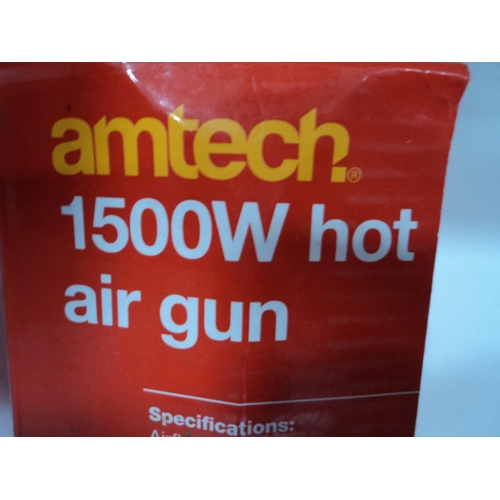 amtech®
1500W hot
air gun
Specifications: